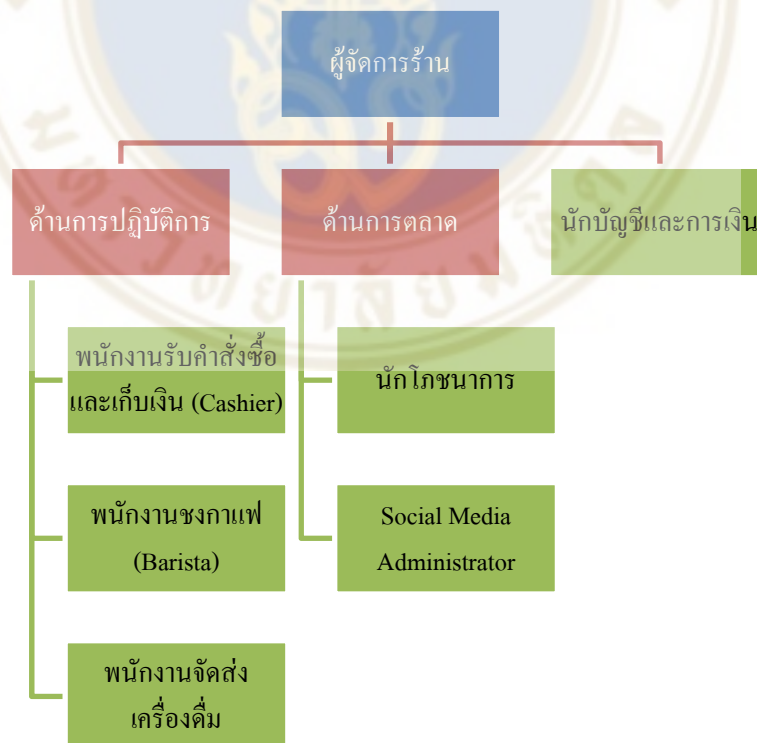 ผู้จัดการร้าน
ด้านการปฏิบัติการ
ด้านการตลาด
นักบัญชีและการเงิน
พนักงานรับคำสั่งซื้อ
และเก็บเงิน (Cashier)
พนักงานชงกาแฟ
(Barista)
พนักงานจัดส่ง
เครื่องดื่ม
นักโภชนาการ
Social Media
Administrator